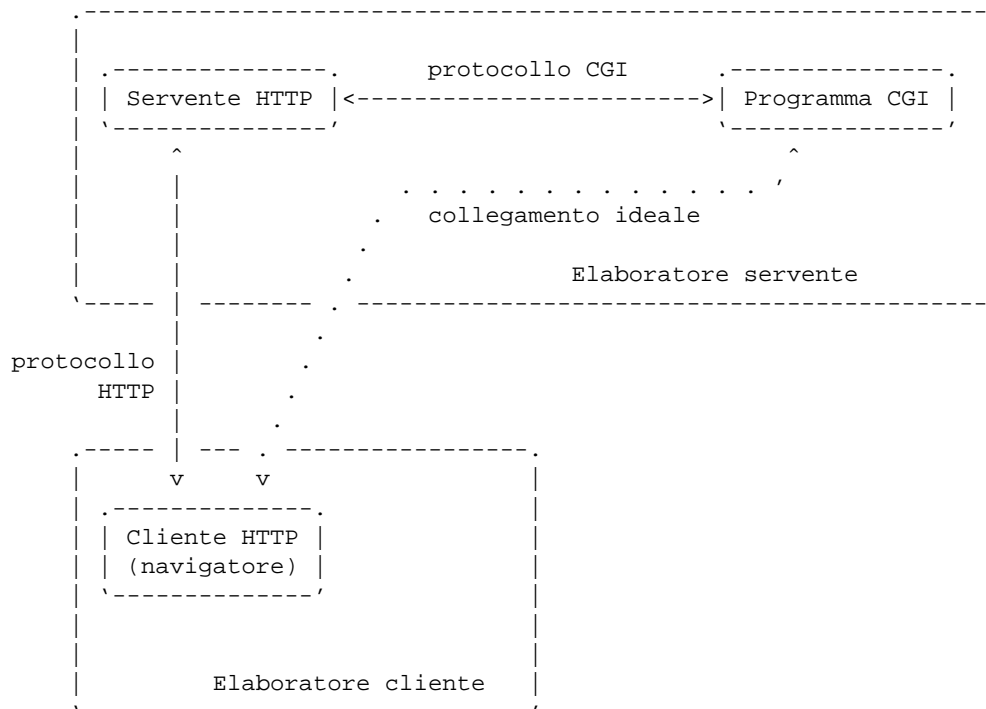 protocollo CGI
Servente HTTP Programma CGI
collegamento ideale
Elaboratore servente
protocollo
HTTP
Cliente HTTP
(navigatore)
Elaboratore cliente